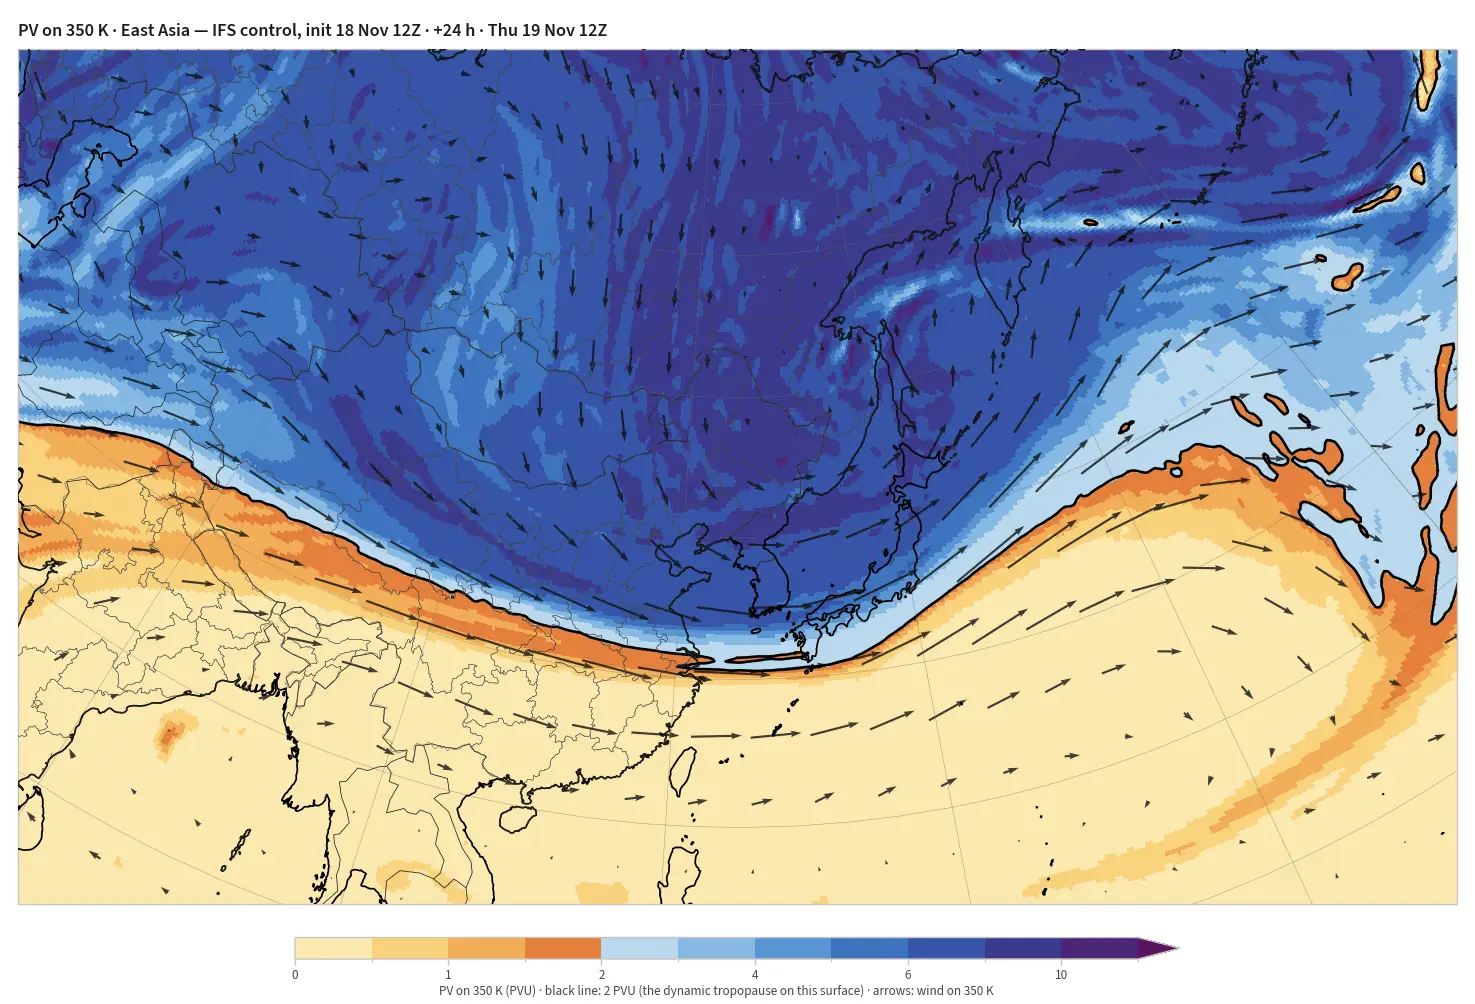 PV on 350 K · East Asia — IFS control, init 18 Nov 12Z · +24 h · Thu 19 Nov 12Z
0 1 2 4 6 10
PV on 350 K (PVU) · black line: 2 PVU (the dynamic tropopause on this surface) · arrows: wind on 350 K